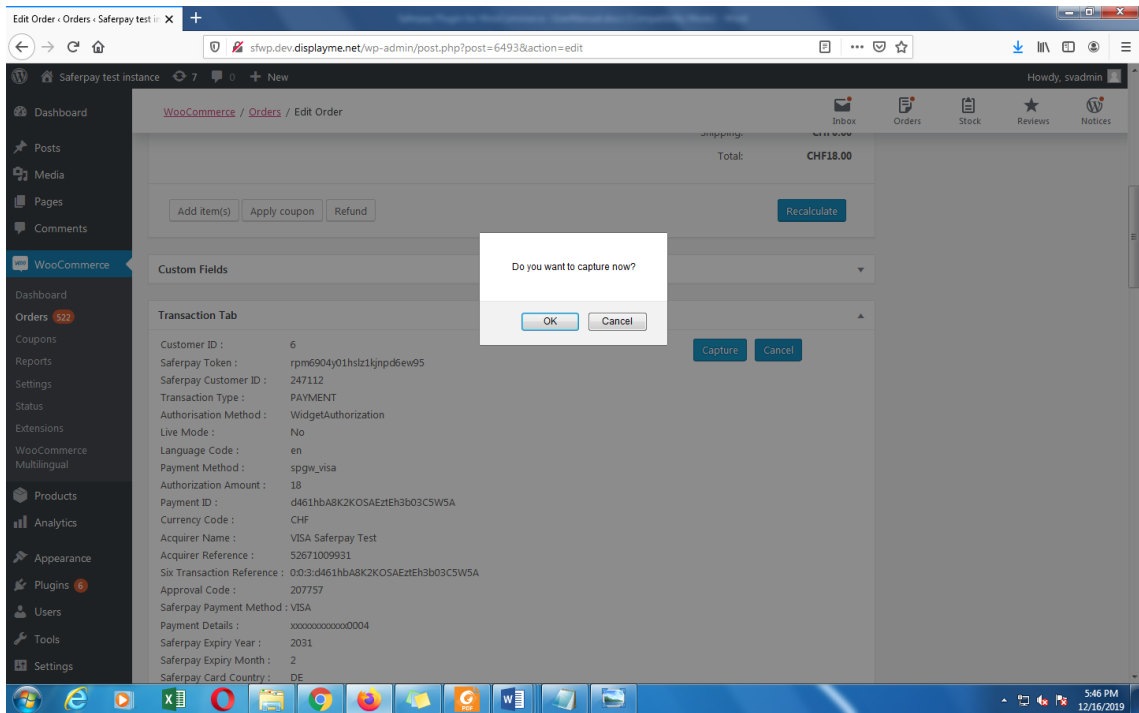 Edit Order ‹ Orders ‹ Saferpay test in
sfwp.dev.displayme.net/wp-admin/post.php?post=6493&action=edit
Saferpay test instance 7 0 New
Howdy, svadmin
WooCommerce / Orders / Edit Order
Inbox
Orders
Stock
Reviews
Notices
Dashboard
Posts
Media
Pages
Comments
WooCommerce
Dashboard
Orders 522
Coupons
Reports
Settings
Status
Extensions
WooCommerce
Multilingual
Products
Analytics
Appearance
Plugins 6
Users
Tools
Settings
Shipping: CHF0.00
Total: CHF18.00
Add item(s) Apply coupon Refund
Recalculate
Custom Fields
Do you want to capture now?
OK Cancel
Transaction Tab
Capture Cancel
Customer ID : 6
Saferpay Token : rpm6904y01hslz1kjnpd6ew95
Saferpay Customer ID : 247112
Transaction Type : PAYMENT
Authorisation Method : WidgetAuthorization
Live Mode : No
Language Code : en
Payment Method : spgw_visa
Authorization Amount : 18
Payment ID : d461hbA8K2KOSAEztEh3b03C5W5A
Currency Code : CHF
Acquirer Name : VISA Saferpay Test
Acquirer Reference : 52671009931
Six Transaction Reference : 0:0:3:d461hbA8K2KOSAEztEh3b03C5W5A
Approval Code : 207757
Saferpay Payment Method : VISA
Payment Details : xxxxxxxxxxxx0004
Saferpay Expiry Year : 2031
Saferpay Expiry Month : 2
Saferpay Card Country : DE
5:46 PM
12/16/2019